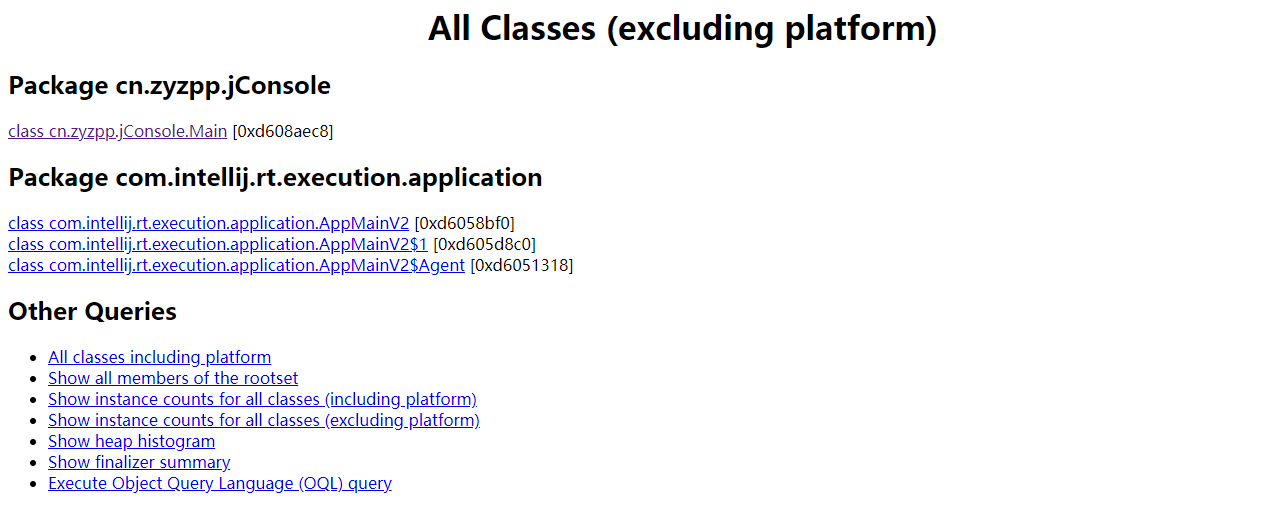 All Classes (excluding platform)
Package cn.zyzpp.jConsole
class cn.zyzpp.jConsole.Main [0xd608aec8]
Package com.intellij.rt.execution.application
class com.intellij.rt.execution.application.AppMainV2 [0xd6058bf0]
class com.intellij.rt.execution.application.AppMainV2$1 [0xd605d8c0]
class com.intellij.rt.execution.application.AppMainV2$Agent [0xd6051318]
Other Queries
All classes including platform
Show all members of the rootset
Show instance counts for all classes (including platform)
Show instance counts for all classes (excluding platform)
Show heap histogram
Show finalizer summary
Execute Object Query Language (OQL) query